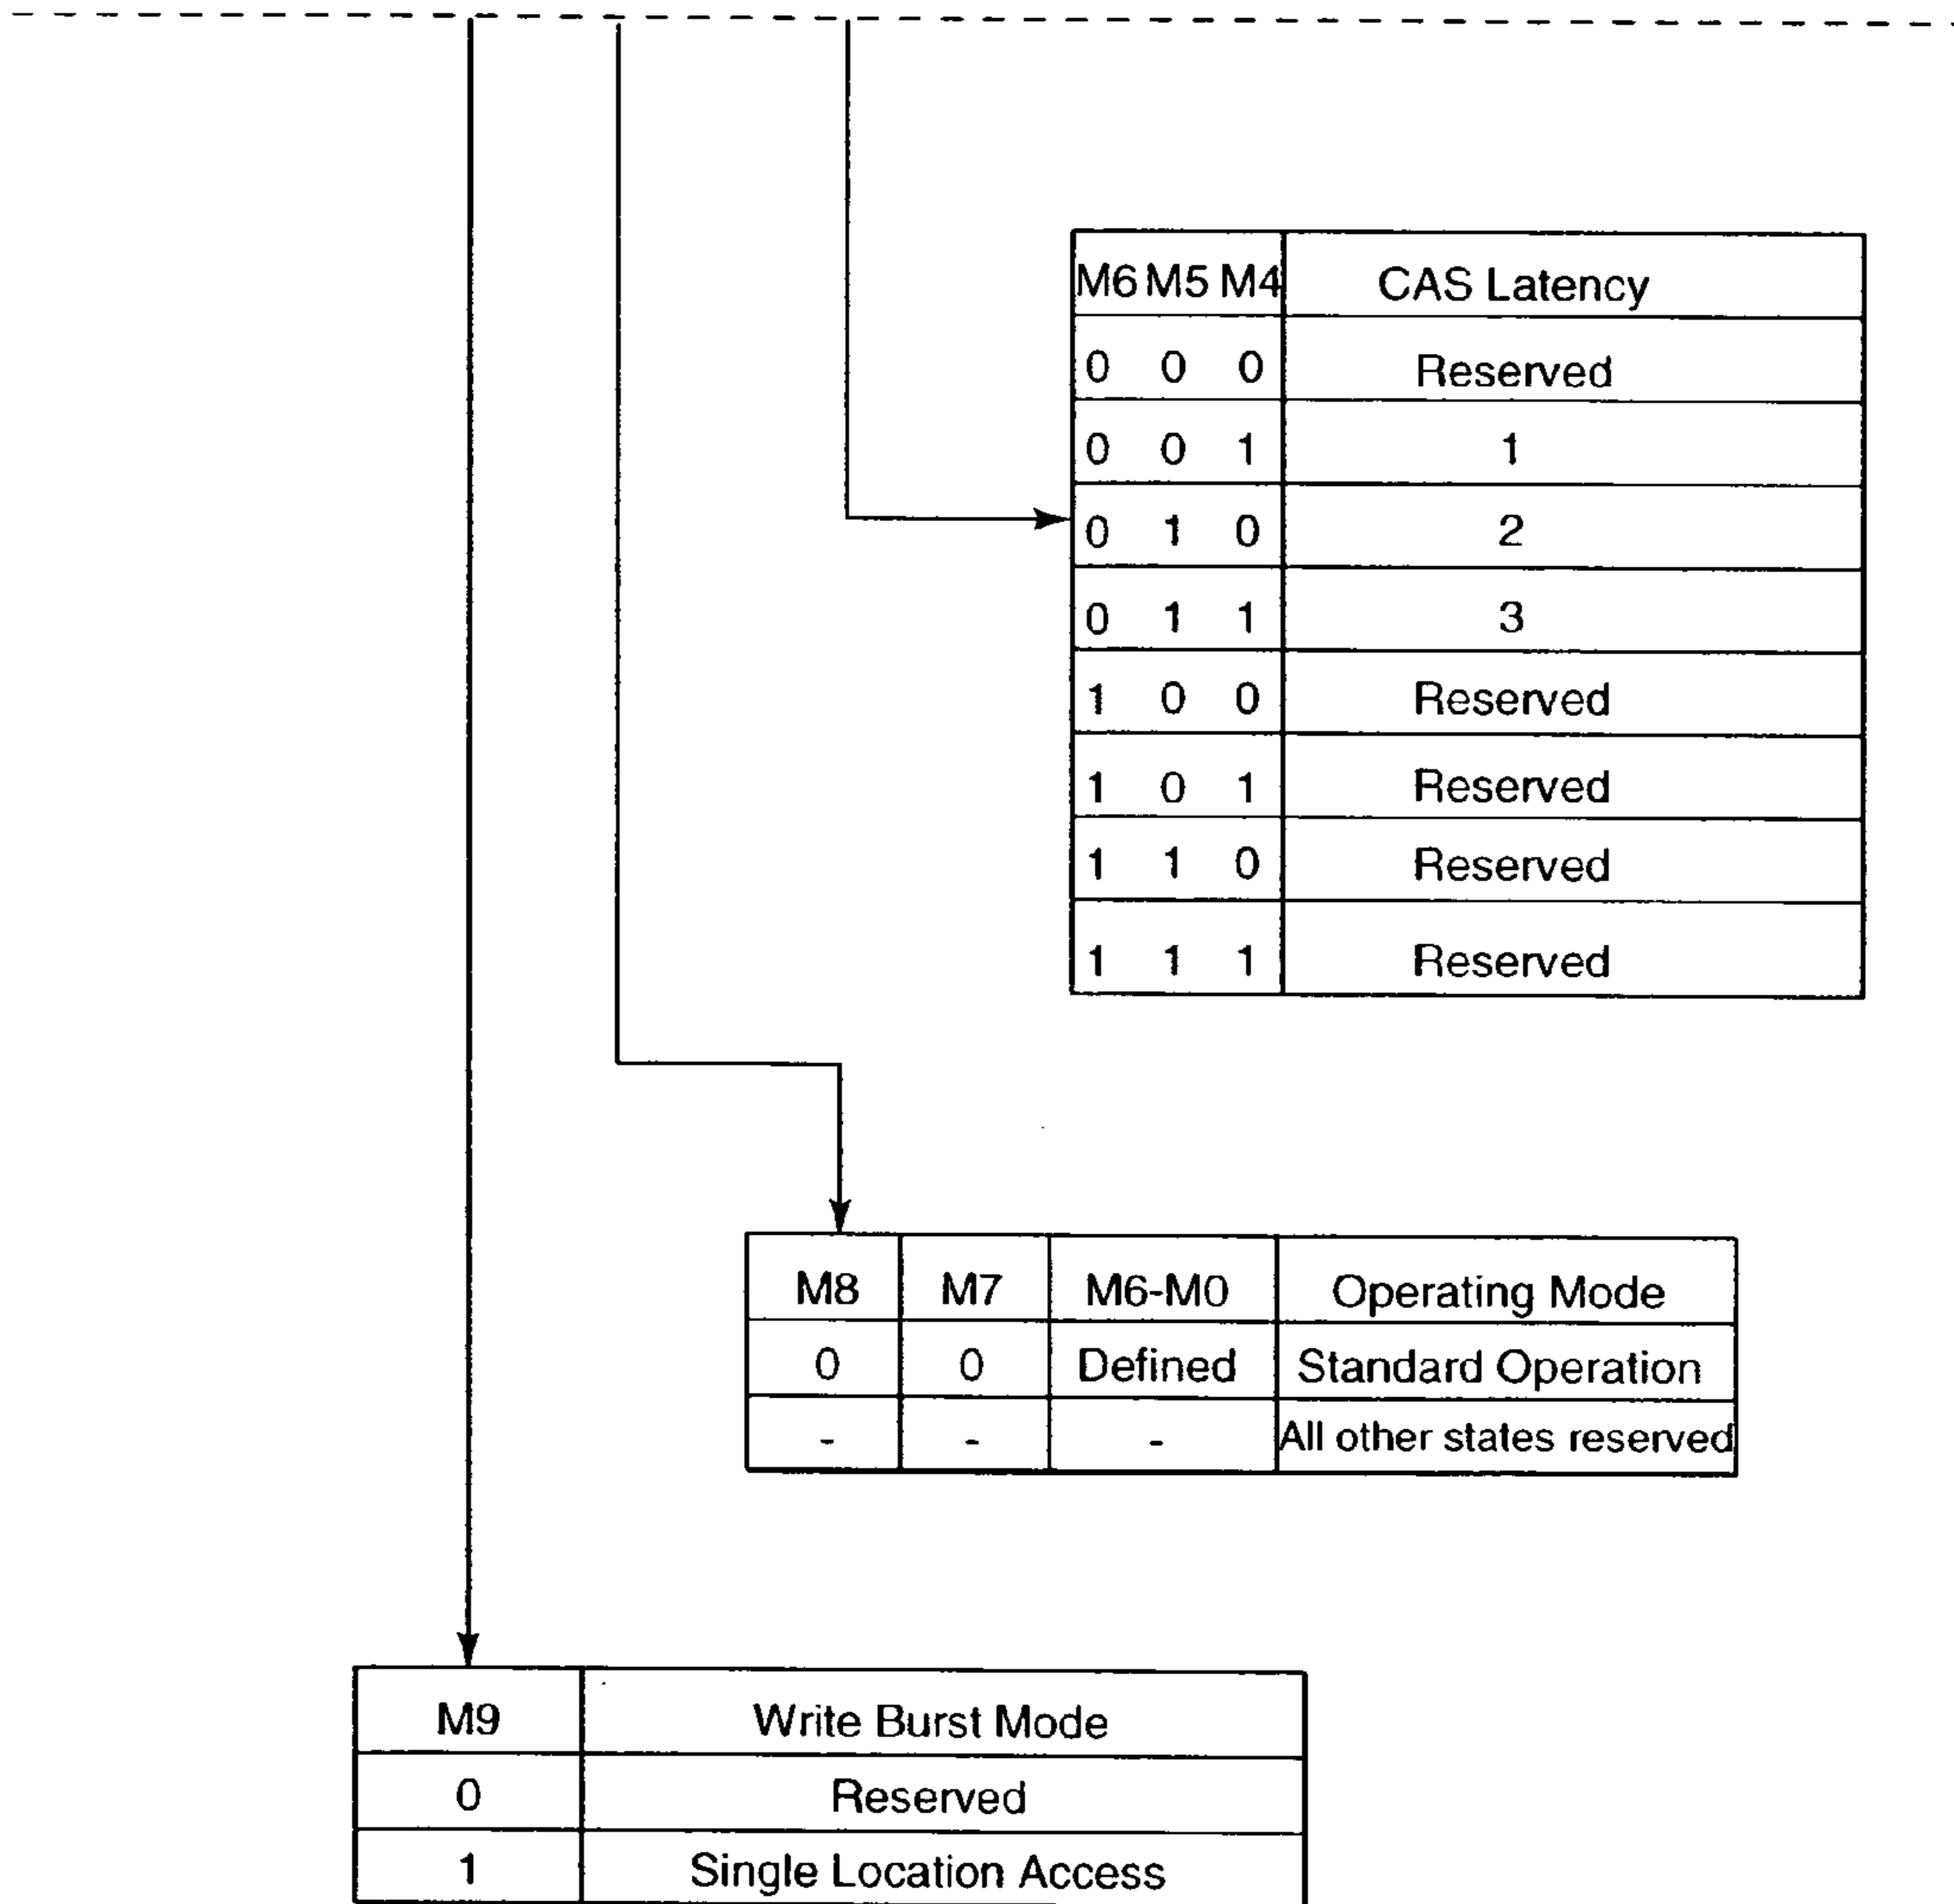 M6 M5 M4 CAS Latency
0 0 0 Reserved
0 0 1 1
0 1 0 2
0 1 1 3
1 0 0 Reserved
1 0 1 Reserved
1 1 0 Reserved
1 1 1 Reserved
M8 M7 M6-M0 Operating Mode
0 0 Defined Standard Operation
- - - All other states reserved
M9 Write Burst Mode
0 Reserved
1 Single Location Access